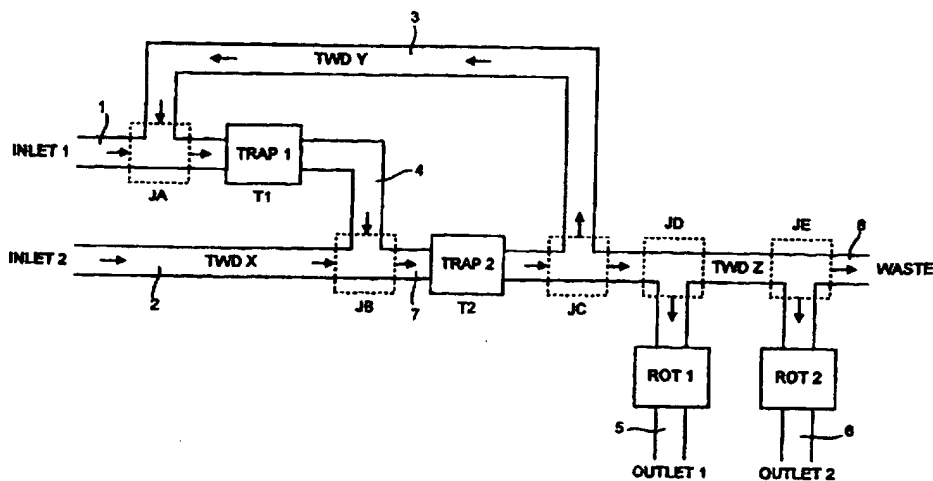 3
TWD Y
1
INLET 1
TRAP 1
4
JA
T1
JD
JE
8
INLET 2
TWD X
TRAP 2
TWD Z
WASTE
2
JB
7
T2
JC
ROT 1
ROT 2
5
6
OUTLET 1
OUTLET 2